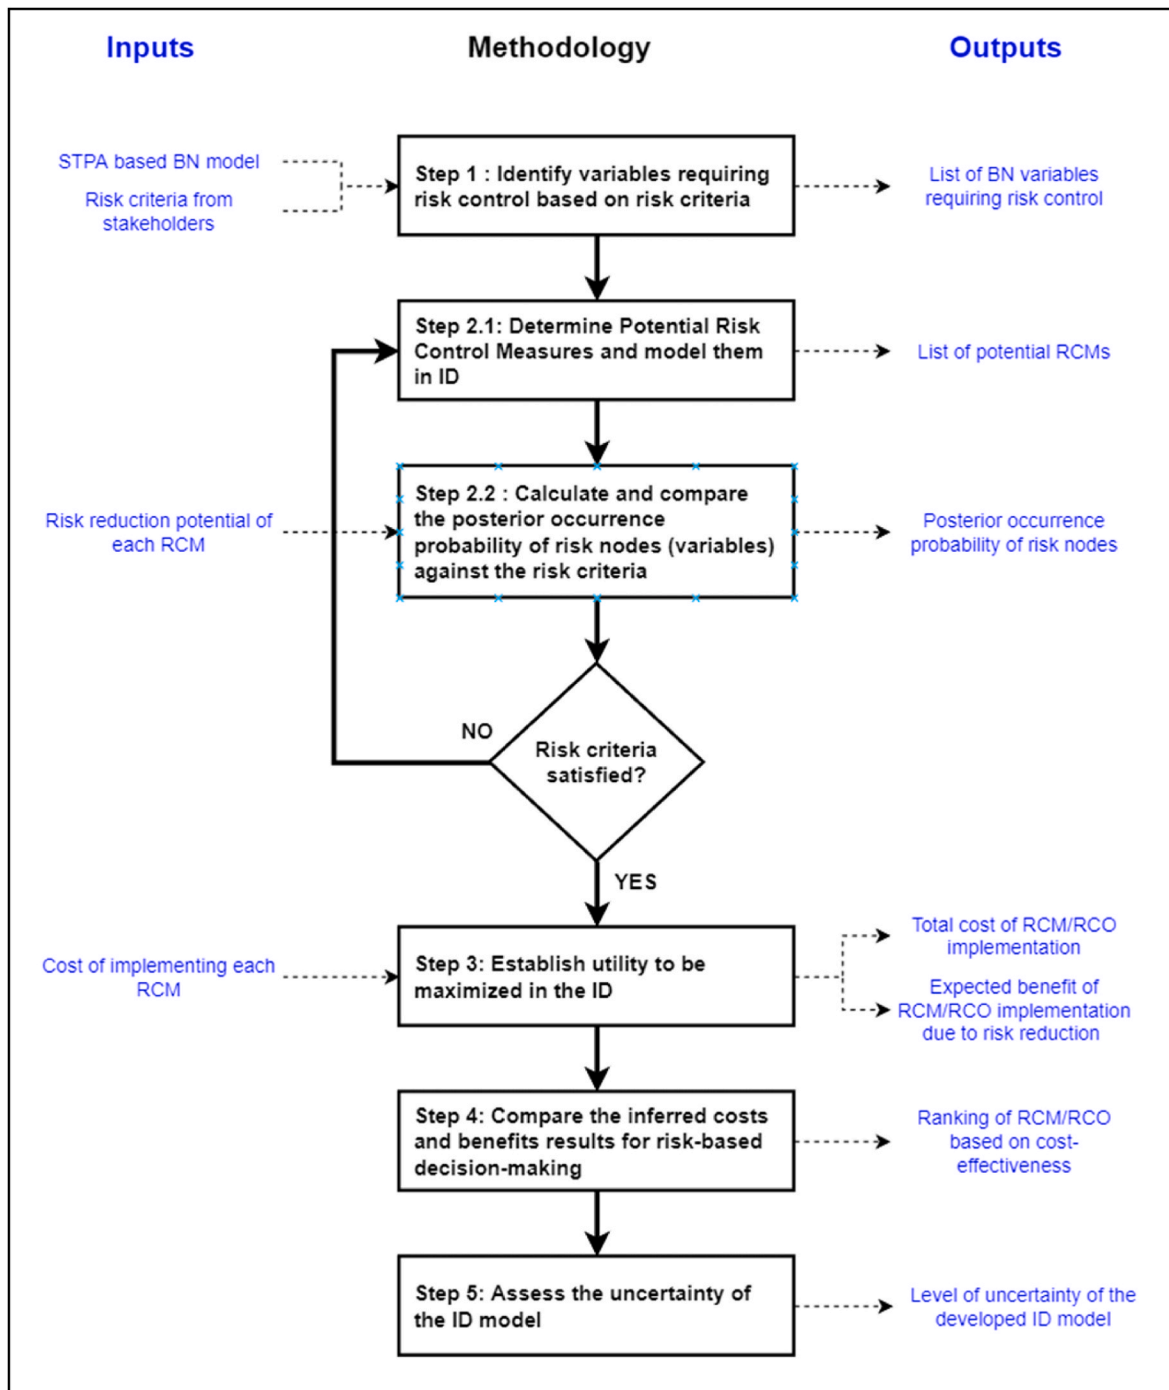 Inputs
Methodology
Outputs
STPA based BN model
Risk criteria from
stakeholders
Step 1 : Identify variables requiring
risk control based on risk criteria
List of BN variables
requiring risk control
Step 2.1: Determine Potential Risk
Control Measures and model them
in ID
List of potential RCMs
Risk reduction potential of
each RCM
Step 2.2 : Calculate and compare
the posterior occurrence
probability of risk nodes (variables)
against the risk criteria
Posterior occurrence
probability of risk nodes
NO
Risk criteria
satisfied?
YES
Cost of implementing each
RCM
Step 3: Establish utility to be
maximized in the ID
Total cost of RCM/RCO
implementation
Expected benefit of
RCM/RCO implementation
due to risk reduction
Step 4: Compare the inferred costs
and benefits results for risk-based
decision-making
Ranking of RCM/RCO
based on cost-
effectiveness
Step 5: Assess the uncertainty of
the ID model
Level of uncertainty of the
developed ID model